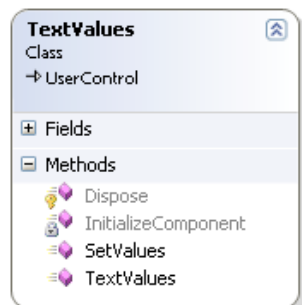 TextValues
Class
UserControl
Fields
Methods
Dispose
InitializeComponent
SetValues
TextValues